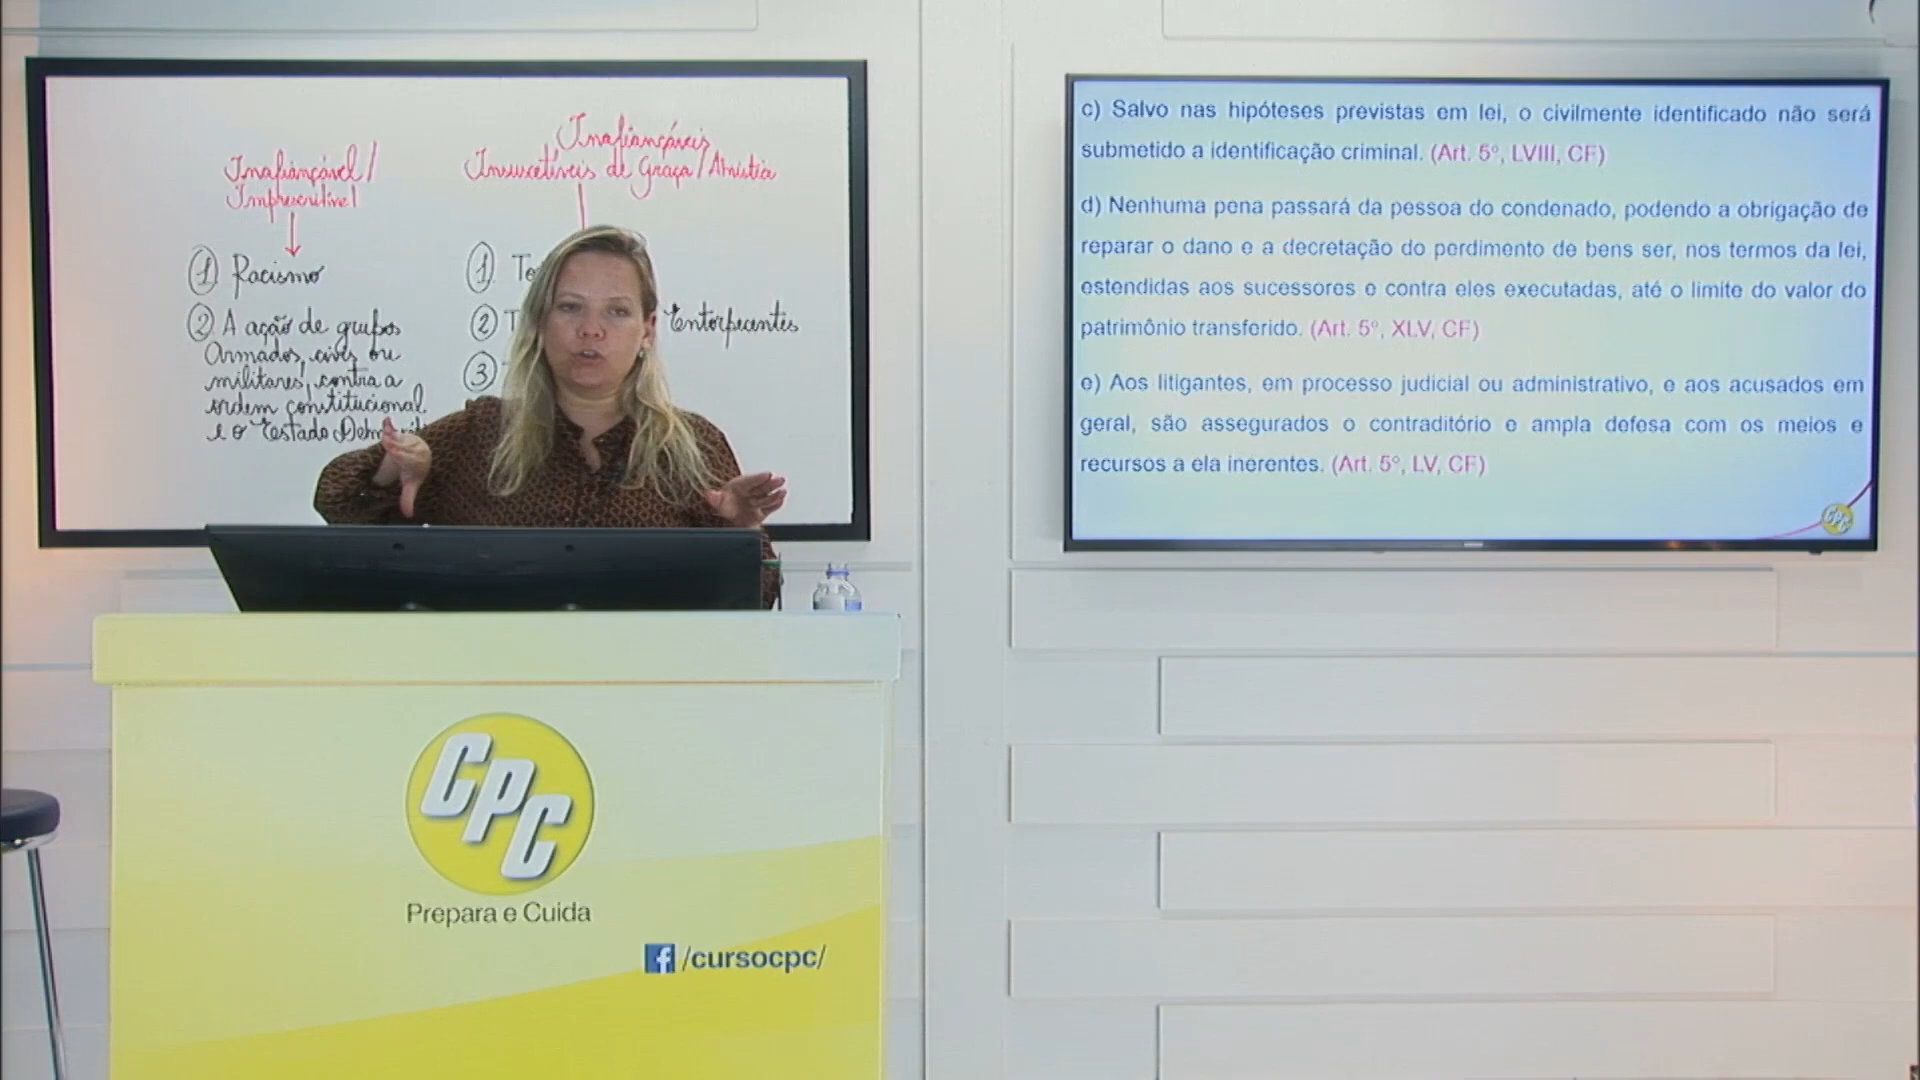 Inafiançável /
Imprescritível
① Racismo
② A ação de grupos
Armados, civis ou
militares, contra a
ordem constitucional
e o Estado
Inafiançáveis
Insucetíveis de Graça / Anistia
①
②
Entorpecentes
③
c) Salvo nas hipóteses previstas em lei, o civilmente identificado não será
submetido a identificação criminal. (Art. 5º, LVIII, CF)
d) Nenhuma pena passará da pessoa do condenado, podendo a obrigação de
reparar o dano e a decretação do perdimento de bens ser, nos termos da lei,
estendidas aos sucessores e contra eles executadas, até o limite do valor do
patrimônio transferido. (Art. 5º, XLV, CF)
e) Aos litigantes, em processo judicial ou administrativo, e aos acusados em
geral, são assegurados o contraditório e ampla defesa com os meios e
recursos a ela inerentes. (Art. 5º, LV, CF)
CPC
CPC
Prepara e Cuida
f /cursocpc/